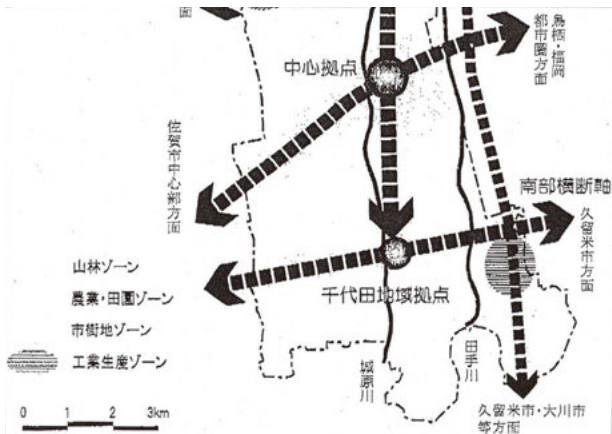 方面
鳥栖・福岡
都市圏方面
中心拠点
佐賀市中心部方面
南部横断軸
久留米市方面
山林ゾーン
農業・田園ゾーン
市街地ゾーン
工業生産ゾーン
千代田地域拠点
城原川
田手川
0 1 2 3km
久留米市・大川市
等方面